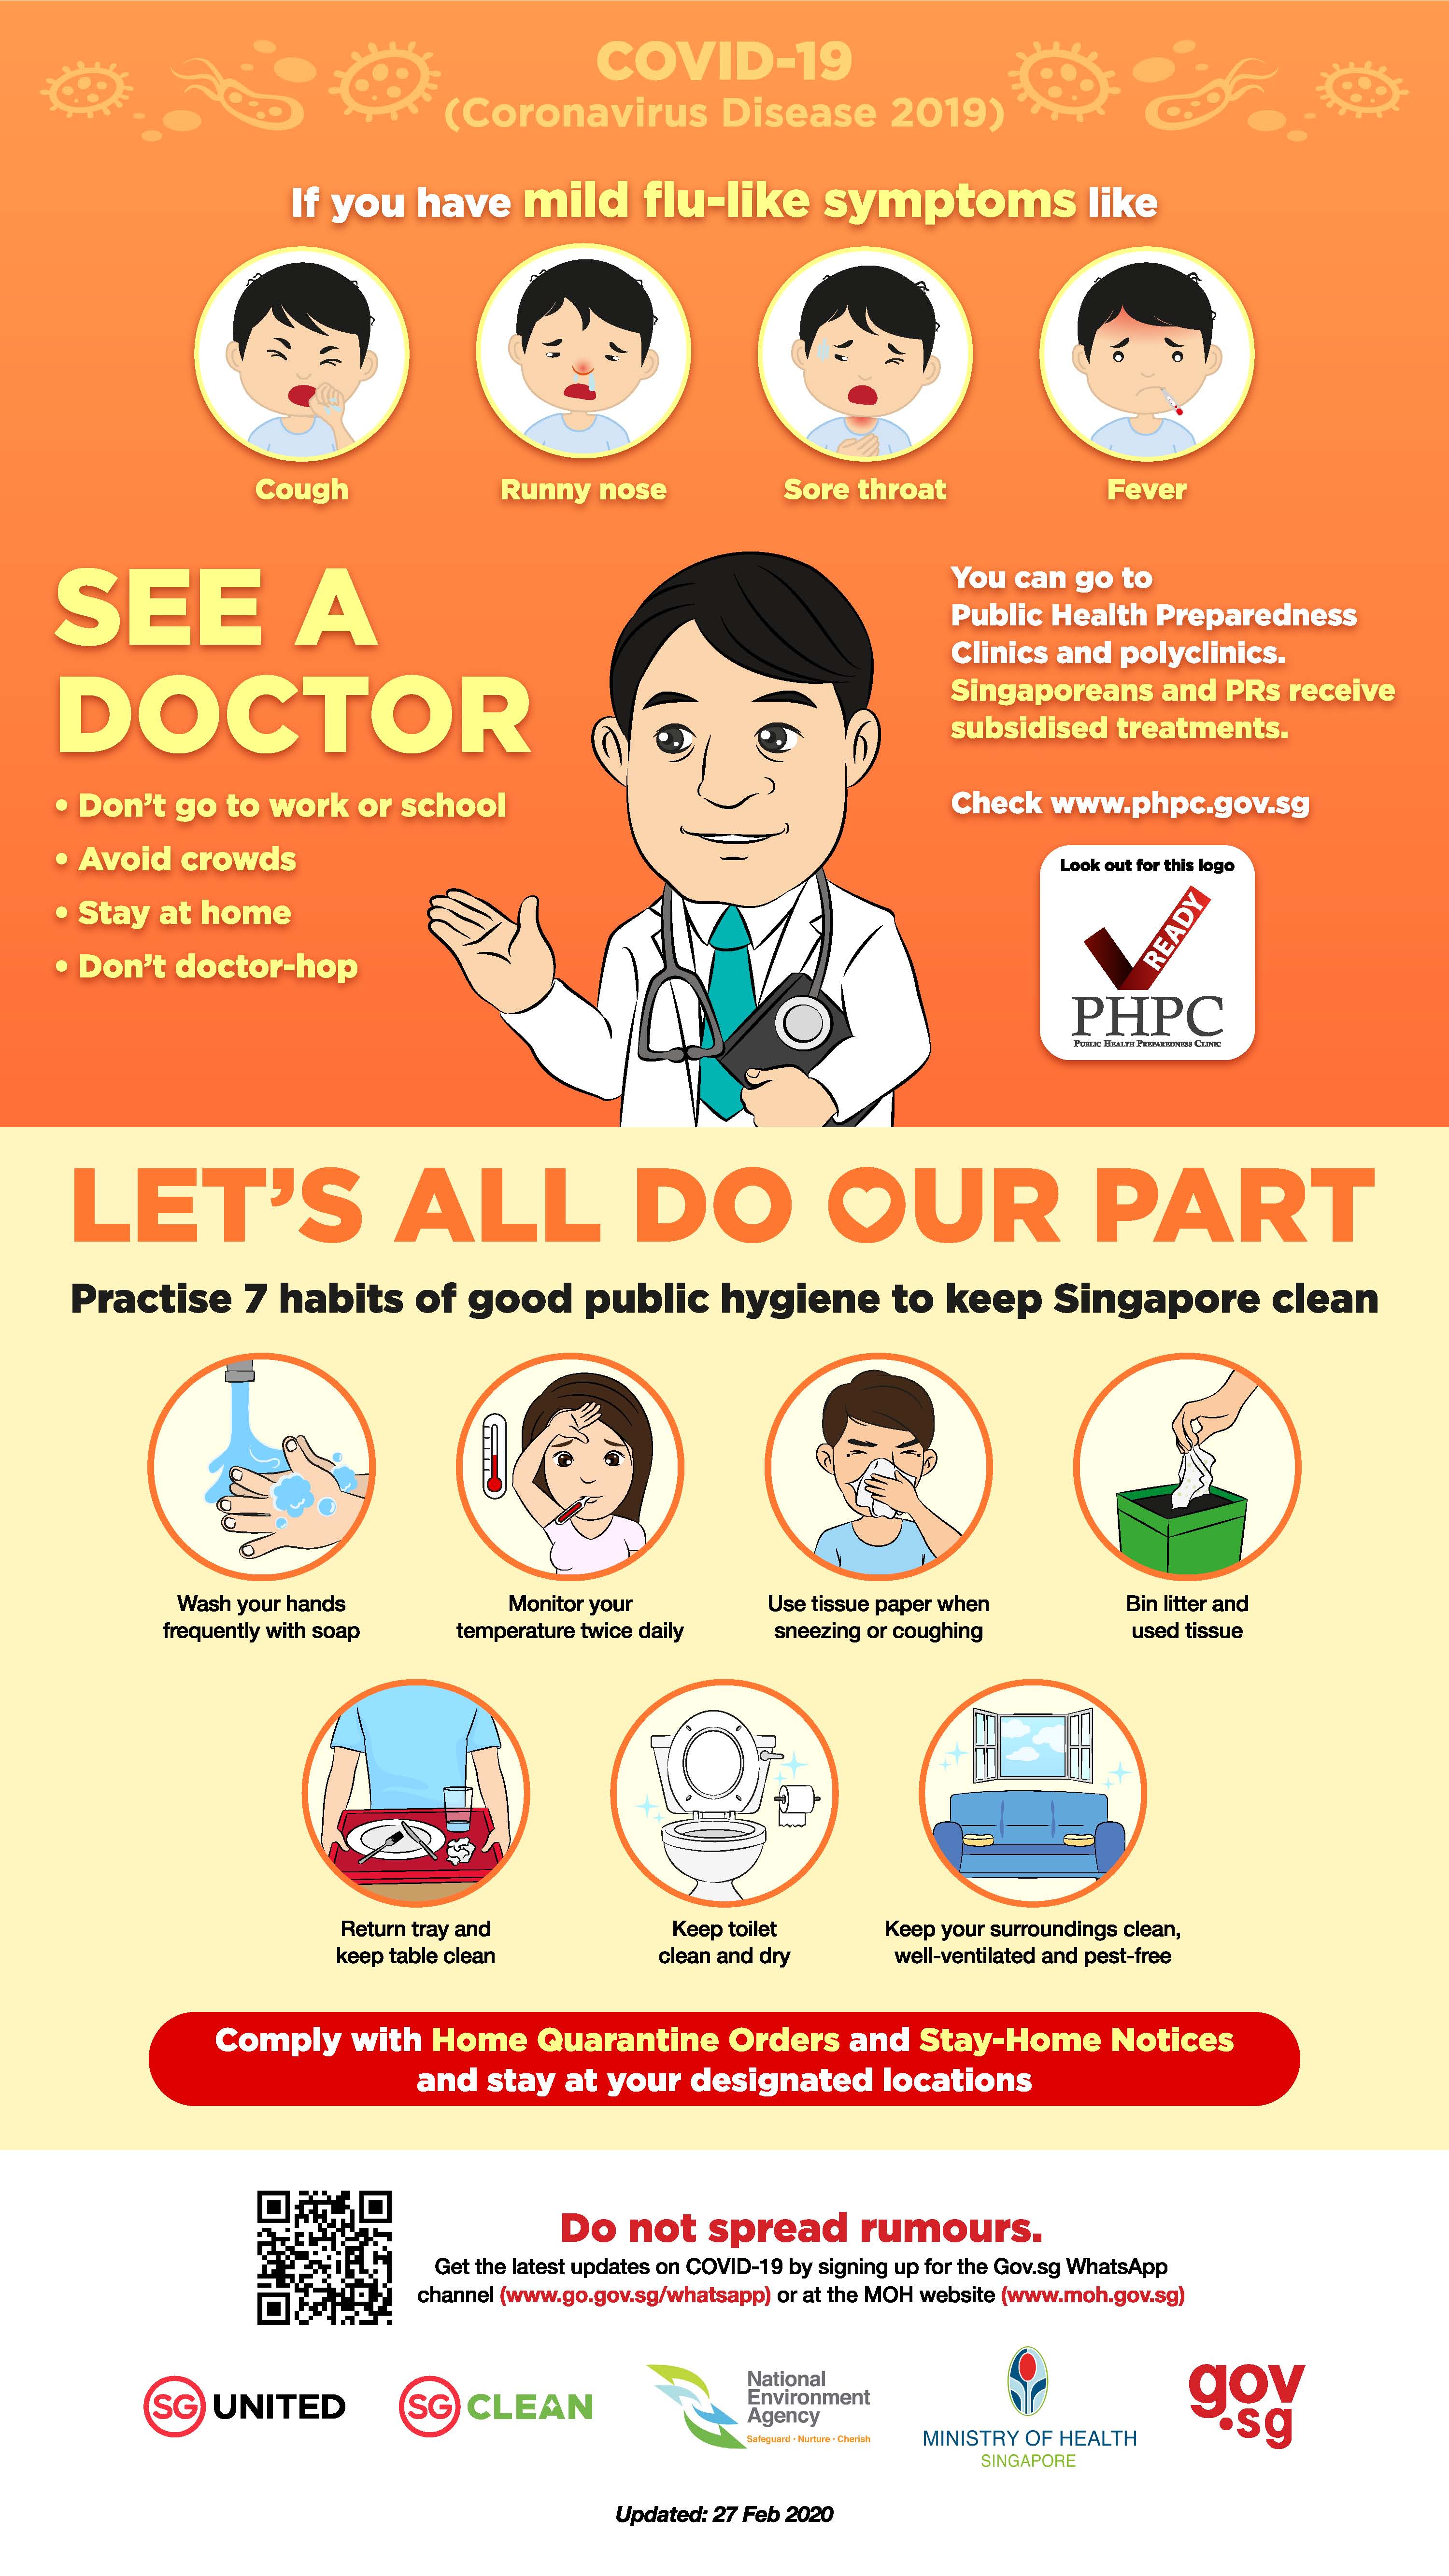 COVID-19
(Coronavirus Disease 2019)
If you have mild flu-like symptoms like
Cough
Runny nose
Sore throat
Fever
SEE A
DOCTOR
• Don't go to work or school
• Avoid crowds
• Stay at home
• Don't doctor-hop
You can go to
Public Health Preparedness
Clinics and polyclinics.
Singaporeans and PRs receive
subsidised treatments.
Check www.phpc.gov.sg
Look out for this logo
READY
PHPC
PUBLIC HEALTH PREPAREDNESS CLINIC
LET'S ALL DO OUR PART
Practise 7 habits of good public hygiene to keep Singapore clean
Wash your hands
frequently with soap
Monitor your
temperature twice daily
Use tissue paper when
sneezing or coughing
Bin litter and
used tissue
Return tray and
keep table clean
Keep toilet
clean and dry
Keep your surroundings clean,
well-ventilated and pest-free
Comply with Home Quarantine Orders and Stay-Home Notices
and stay at your designated locations
Do not spread rumours.
Get the latest updates on COVID-19 by signing up for the Gov.sg WhatsApp
channel (www.go.gov.sg/whatsapp) or at the MOH website (www.moh.gov.sg)
SG UNITED
SG CLEAN
National
Environment
Agency
Safeguard · Nurture · Cherish
MINISTRY OF HEALTH
SINGAPORE
gov
.sg
Updated: 27 Feb 2020